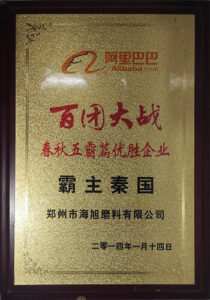 阿里巴巴
Alibaba.com
百团大战
春秋五霸篇优胜企业
霸主秦国
郑州市海旭磨料有限公司
二零一四年一月十四日